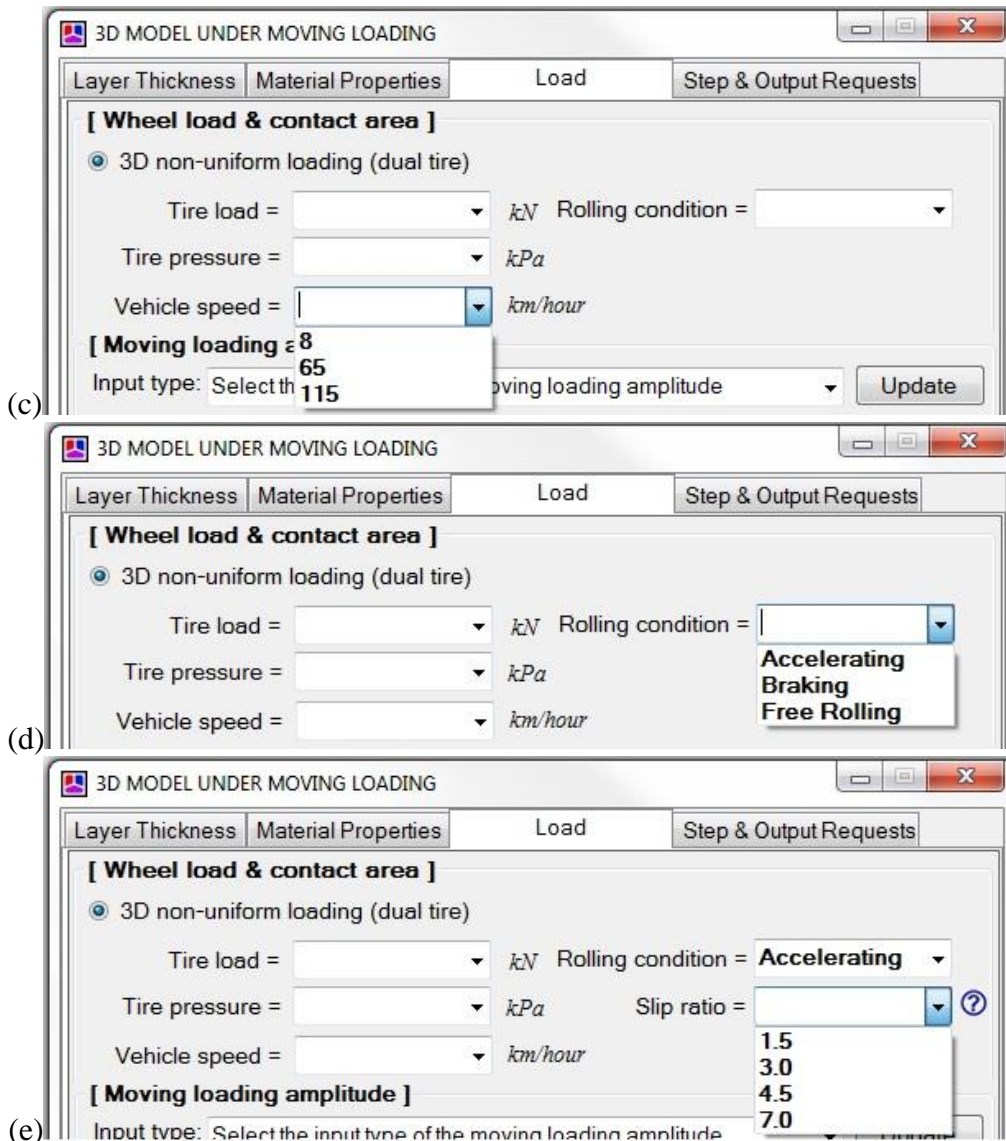 3D MODEL UNDER MOVING LOADING
Layer Thickness Material Properties Load Step & Output Requests
[ Wheel load & contact area ]
3D non-uniform loading (dual tire)
Tire load = kN Rolling condition =
Tire pressure = kPa
Vehicle speed = km/hour
8
[ Moving loading a
65
Input type: Select th oving loading amplitude Update
115
(c)
3D MODEL UNDER MOVING LOADING
Layer Thickness Material Properties Load Step & Output Requests
[ Wheel load & contact area ]
3D non-uniform loading (dual tire)
Tire load = kN Rolling condition =
Accelerating
Tire pressure = kPa
Braking
Free Rolling
Vehicle speed = km/hour
(d)
3D MODEL UNDER MOVING LOADING
Layer Thickness Material Properties Load Step & Output Requests
[ Wheel load & contact area ]
3D non-uniform loading (dual tire)
Tire load = kN Rolling condition = Accelerating
Tire pressure = kPa Slip ratio = ?
1.5
Vehicle speed = km/hour
3.0
[ Moving loading amplitude ]
4.5
7.0
Input type: Select the input type of the moving loading amplitude Update
(e)